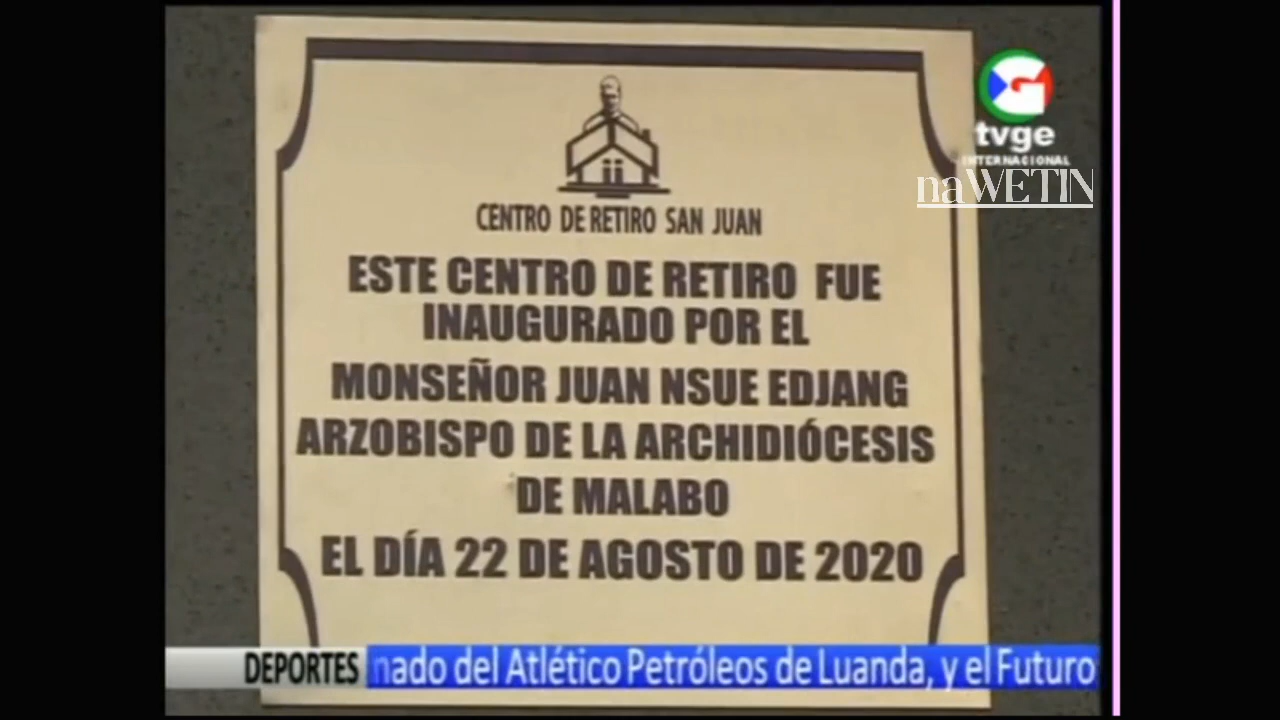 tvge
INTERNACIONAL
naWETIN
CENTRO DE RETIRO SAN JUAN
ESTE CENTRO DE RETIRO FUE
INAUGURADO POR EL
MONSEÑOR JUAN NSUE EDJANG
ARZOBISPO DE LA ARCHIDIÓCESIS
DE MALABO
EL DÍA 22 DE AGOSTO DE 2020
DEPORTES nado del Atlético Petróleos de Luanda, y el Futuro